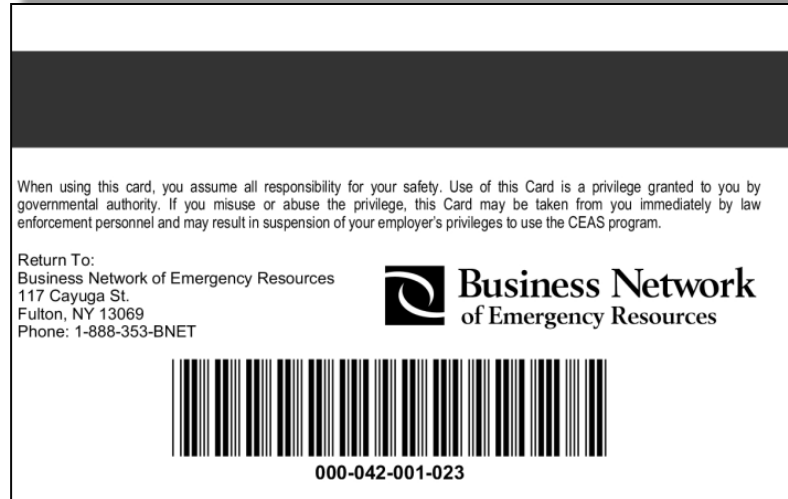 When using this card, you assume all responsibility for your safety. Use of this Card is a privilege granted to you by
governmental authority. If you misuse or abuse the privilege, this Card may be taken from you immediately by law
enforcement personnel and may result in suspension of your employer's privileges to use the CEAS program.
Return To:
Business Network of Emergency Resources
117 Cayuga St.
Fulton, NY 13069
Phone: 1-888-353-BNET
Business Network
of Emergency Resources
000-042-001-023